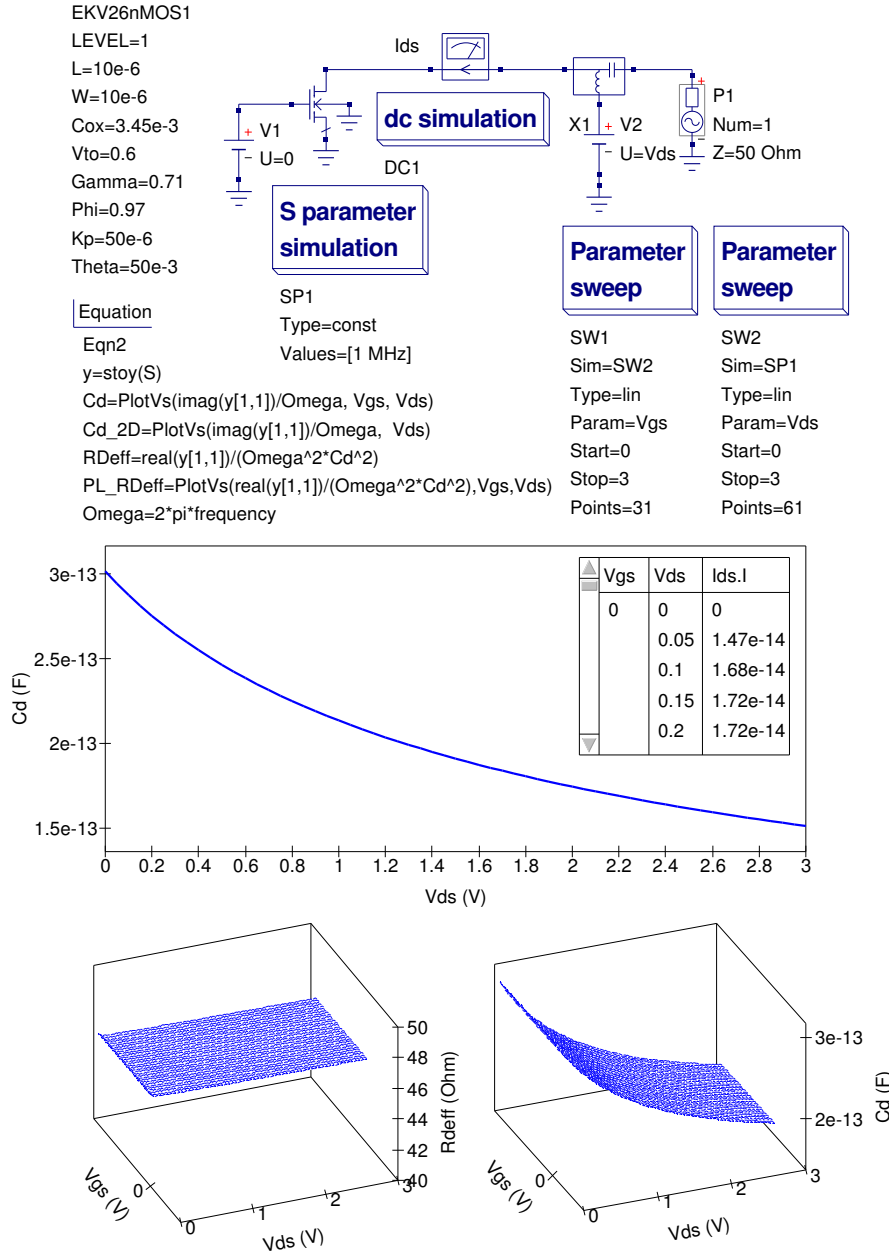 EKV26nMOS1
LEVEL=1
L=10e-6
W=10e-6
Cox=3.45e-3
Vto=0.6
Gamma=0.71
Phi=0.97
Kp=50e-6
Theta=50e-3
Ids
+ V1
- U=0
dc simulation
DC1
X1
+ V2
- U=Vds
+
P1
Num=1
- Z=50 Ohm
S parameter
simulation
SP1
Type=const
Values=[1 MHz]
Parameter
sweep
SW1
Sim=SW2
Type=lin
Param=Vgs
Start=0
Stop=3
Points=31
Parameter
sweep
SW2
Sim=SP1
Type=lin
Param=Vds
Start=0
Stop=3
Points=61
Equation
Eqn2
y=stoy(S)
Cd=PlotVs(imag(y[1,1])/Omega, Vgs, Vds)
Cd_2D=PlotVs(imag(y[1,1])/Omega, Vds)
RDeff=real(y[1,1])/(Omega^2*Cd^2)
PL_RDeff=PlotVs(real(y[1,1])/(Omega^2*Cd^2),Vgs,Vds)
Omega=2*pi*frequency
3e-13
2.5e-13
2e-13
1.5e-13
Cd (F)
0 0.2 0.4 0.6 0.8 1 1.2 1.4 1.6 1.8 2 2.2 2.4 2.6 2.8 3
Vds (V)
Vgs Vds Ids.I
0 0 0
0.05 1.47e-14
0.1 1.68e-14
0.15 1.72e-14
0.2 1.72e-14
50
48
46
44
42
40
Rdeff (Ohm)
0
Vgs (V)
0 1 2 3
Vds (V)
3e-13
2e-13
Cd (F)
0
Vgs (V)
0 1 2 3
Vds (V)